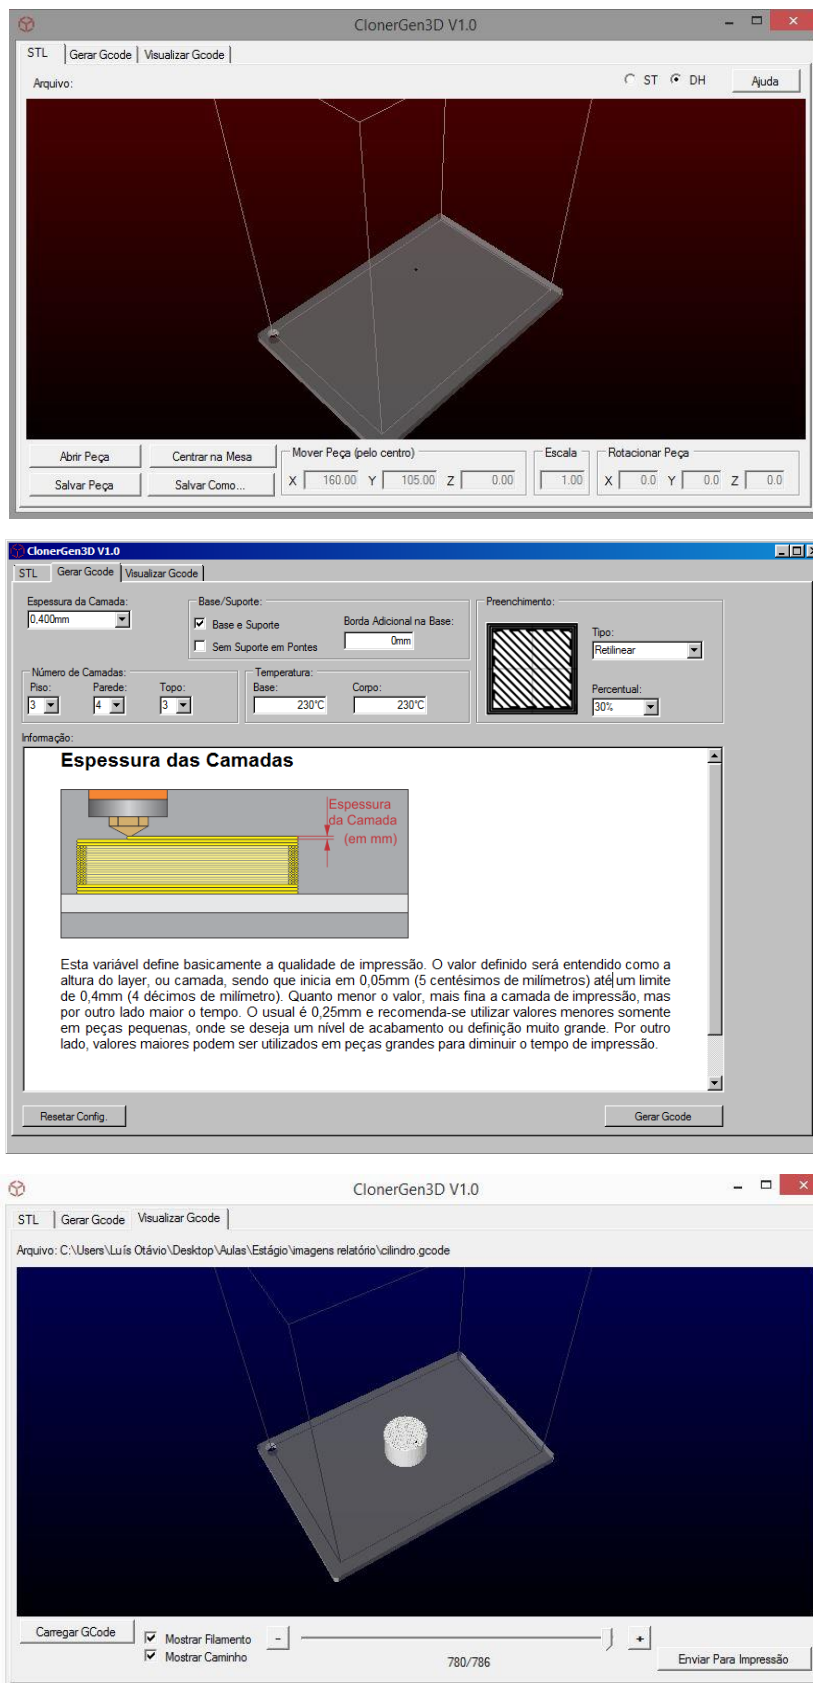 ClonerGen3D V1.0
STL Gerar Gcode Visualizar Gcode
Arquivo: ST DH Ajuda
Abrir Peça Centrar na Mesa Mover Peça (pelo centro) Escala Rotacionar Peça
X 160.00 Y 105.00 Z 0.00 1.00 X 0.0 Y 0.0 Z 0.0
Salvar Peça Salvar Como...
ClonerGen3D V1.0
STL Gerar Gcode Visualizar Gcode
Espessura da Camada: Base/Suporte: Preenchimento:
0,400mm Base e Suporte Borda Adicional na Base:
Sem Suporte em Pontes 0mm
Tipo:
Retilinear
Número de Camadas: Temperatura:
Piso: Parede: Topo: Base: Corpo: Percentual:
3 4 3 230°C 230°C 30%
Informação:
Espessura das Camadas
Espessura
da Camada
(em mm)
Esta variável define basicamente a qualidade de impressão. O valor definido será entendido como a
altura do layer, ou camada, sendo que inicia em 0,05mm (5 centésimos de milímetros) até um limite
de 0,4mm (4 décimos de milímetro). Quanto menor o valor, mais fina a camada de impressão, mas
por outro lado maior o tempo. O usual é 0,25mm e recomenda-se utilizar valores menores somente
em peças pequenas, onde se deseja um nível de acabamento ou definição muito grande. Por outro
lado, valores maiores podem ser utilizados em peças grandes para diminuir o tempo de impressão.
Resetar Config. Gerar Gcode
ClonerGen3D V1.0
STL Gerar Gcode Visualizar Gcode
Arquivo: C:\Users\Luís Otávio\Desktop\Aulas\Estágio\imagens relatório\cilindro.gcode
Carregar GCode Mostrar Filamento - +
Mostrar Caminho 780/786 Enviar Para Impressão